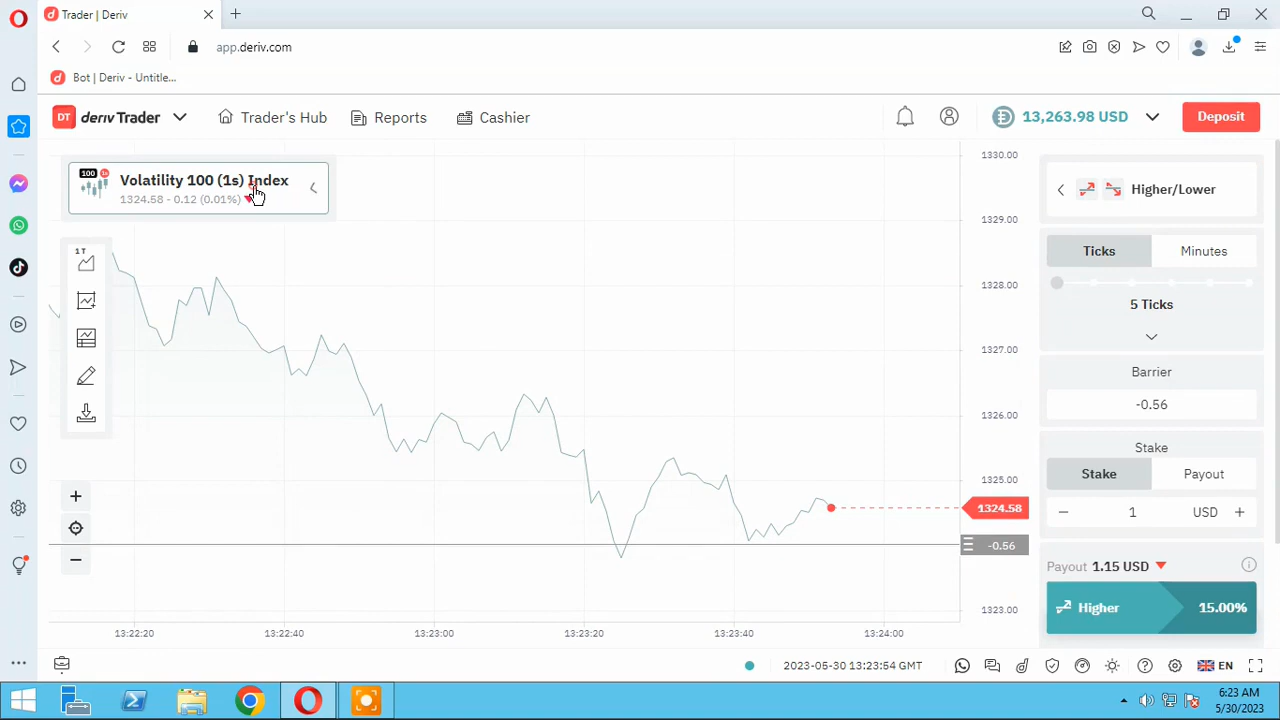 Trader | Deriv
app.deriv.com
Bot | Deriv - Untitle...
DT deriv Trader
Trader's Hub
Reports
Cashier
13,263.98 USD
Deposit
100 1s
Volatility 100 (1s) Index
1324.58 - 0.12 (0.01%)
1T
1330.00
1329.00
1328.00
1327.00
1326.00
1325.00
1324.58
-0.56
1323.00
13:22:20
13:22:40
13:23:00
13:23:20
13:23:40
13:24:00
Higher/Lower
Ticks
Minutes
5 Ticks
Barrier
-0.56
Stake
Stake
Payout
1
USD
Payout 1.15 USD
Higher
15.00%
2023-05-30 13:23:54 GMT
EN
6:23 AM
5/30/2023